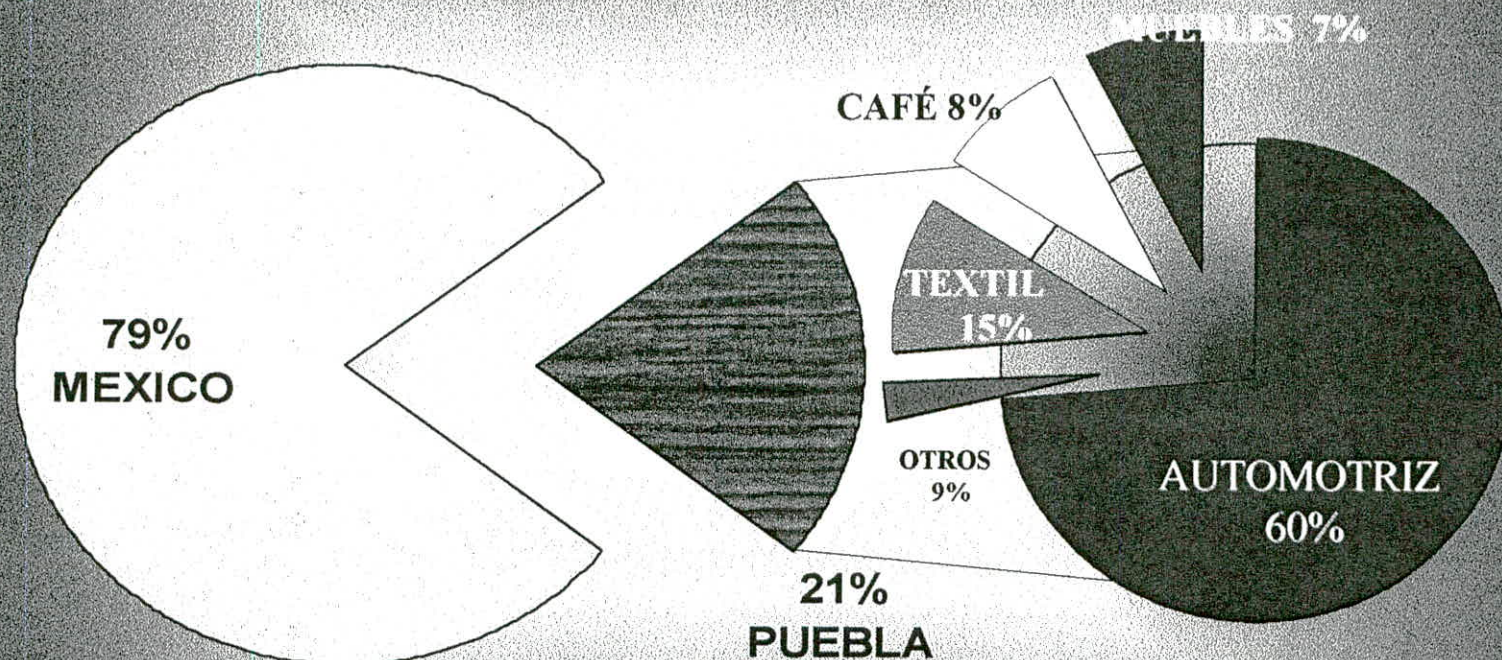 MUEBLES 7%
CAFÉ 8%
TEXTIL
15%
79%
MEXICO
OTROS
9%
AUTOMOTRIZ
60%
21%
PUEBLA